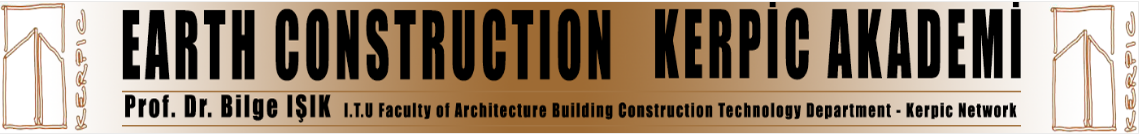 KERPIC
EARTH CONSTRUCTION KERPİC AKADEMİ
Prof. Dr. Bilge IŞIK I.T.U Faculty of Architecture Building Construction Technology Department - Kerpic Network
KERPIC